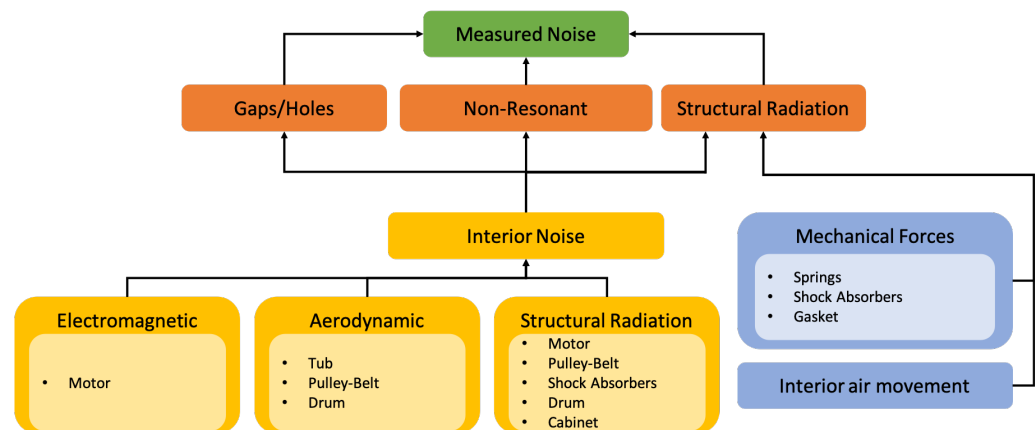 Measured Noise
Gaps/Holes
Non-Resonant
Structural Radiation
Interior Noise
Mechanical Forces
• Springs
• Shock Absorbers
• Gasket
Electromagnetic
• Motor
Aerodynamic
• Tub
• Pulley-Belt
• Drum
Structural Radiation
• Motor
• Pulley-Belt
• Shock Absorbers
• Drum
• Cabinet
Interior air movement